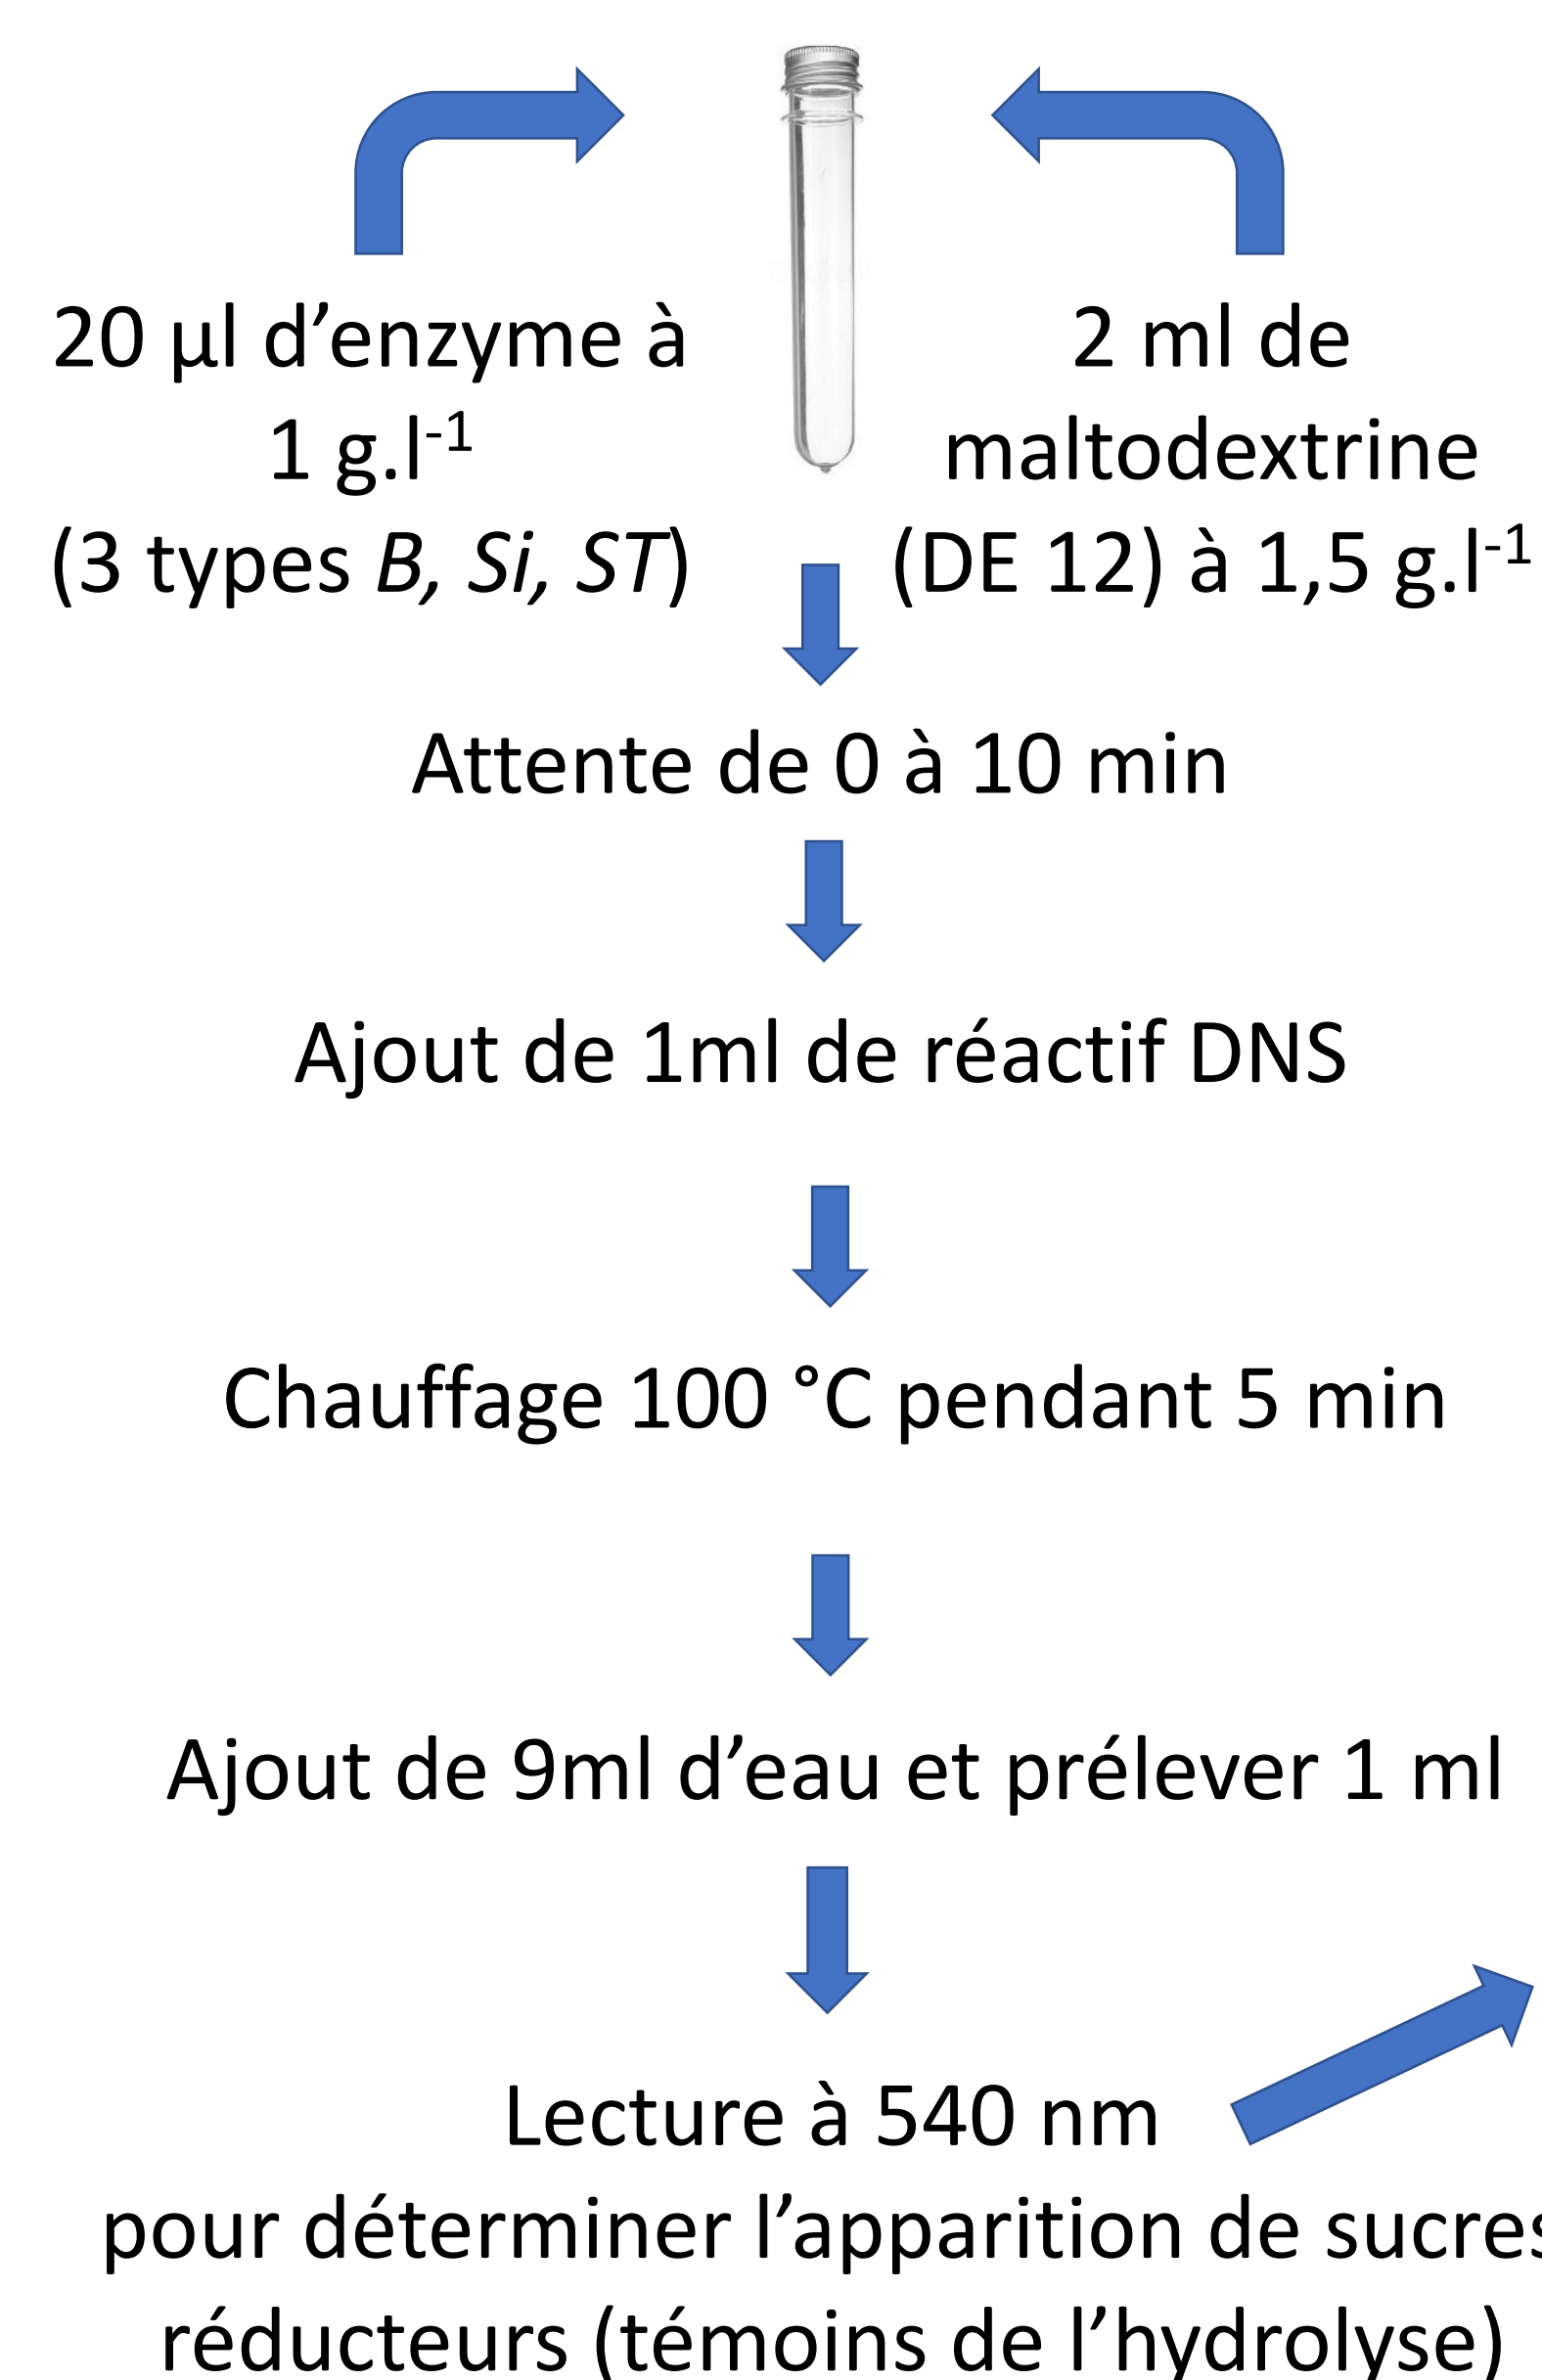 20 µl d’enzyme à
1 g.l-1
(3 types B, Si, ST)
2 ml de
maltodextrine
(DE 12) à 1,5 g.l-1
Attente de 0 à 10 min
Ajout de 1ml de réactif DNS
Chauffage 100 °C pendant 5 min
Ajout de 9ml d’eau et prélever 1 ml
Lecture à 540 nm
pour déterminer l’apparition de sucres
réducteurs (témoins de l’hydrolyse)